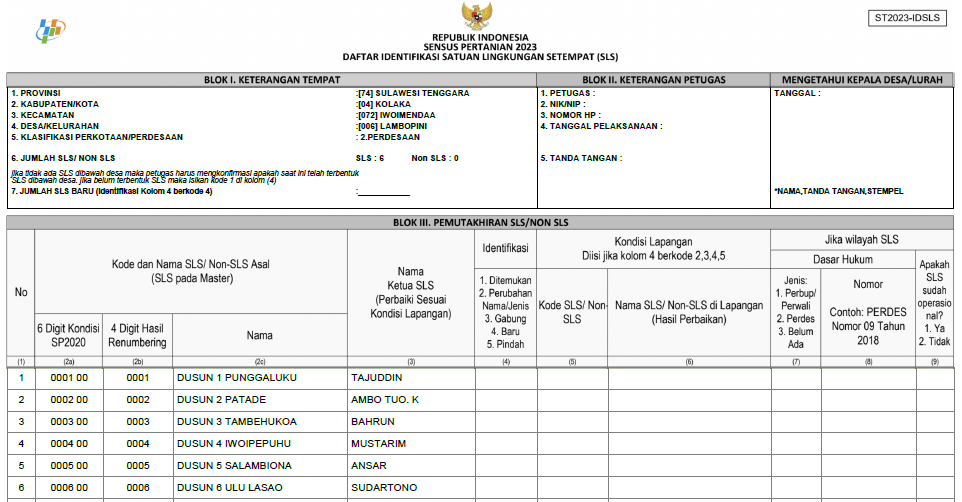 ST2023-IDSLS
REPUBLIK INDONESIA
SENSUS PERTANIAN 2023
DAFTAR IDENTIFIKASI SATUAN LINGKUNGAN SETEMPAT (SLS)
BLOK I. KETERANGAN TEMPAT
1. PROVINSI :[74] SULAWESI TENGGARA
2. KABUPATEN/KOTA :[04] KOLAKA
3. KECAMATAN :[072] IWOIMENDAA
4. DESA/KELURAHAN :[006] LAMBOPINI
5. KLASIFIKASI PERKOTAAN/PERDESAAN : 2.PERDESAAN
6. JUMLAH SLS/ NON SLS SLS : 6 Non SLS : 0
jika tidak ada SLS dibawah desa maka petugas harus mengkonfirmasi apakah saat ini telah terbentuk
SLS dibawah desa. jika belum terbentuk SLS maka isikan kode 1 di kolom (4)
7. JUMLAH SLS BARU (Identifikasi Kolom 4 berkode 4) :___________
BLOK II. KETERANGAN PETUGAS
1. PETUGAS :
2. NIK/NIP :
3. NOMOR HP :
4. TANGGAL PELAKSANAAN :
5. TANDA TANGAN :
MENGETAHUI KEPALA DESA/LURAH
TANGGAL :
*NAMA,TANDA TANGAN,STEMPEL
BLOK III. PEMUTAKHIRAN SLS/NON SLS
No
Kode dan Nama SLS/ Non-SLS Asal
(SLS pada Master)
6 Digit Kondisi
SP2020
4 Digit Hasil
Renumbering
Nama
Nama
Ketua SLS
(Perbaiki Sesuai
Kondisi Lapangan)
Identifikasi
1. Ditemukan
2. Perubahan
Nama/Jenis
3. Gabung
4. Baru
5. Pindah
Kondisi Lapangan
Diisi jika kolom 4 berkode 2,3,4,5
Kode SLS/ Non-
SLS
Nama SLS/ Non-SLS di Lapangan
(Hasil Perbaikan)
Jika wilayah SLS
Dasar Hukum
Jenis:
1. Perbup/
Perwali
2. Perdes
3. Belum
Ada
Nomor
Contoh: PERDES
Nomor 09 Tahun
2018
Apakah
SLS
sudah
operasio
nal?
1. Ya
2. Tidak
(1) (2a) (2b) (2c) (3) (4) (5) (6) (7) (8) (9)
1 0001 00 0001 DUSUN 1 PUNGGALUKU TAJUDDIN
2 0002 00 0002 DUSUN 2 PATADE AMBO TUO. K
3 0003 00 0003 DUSUN 3 TAMBEHUKOA BAHRUN
4 0004 00 0004 DUSUN 4 IWOIPEPUHU MUSTARIM
5 0005 00 0005 DUSUN 5 SALAMBIONA ANSAR
6 0006 00 0006 DUSUN 6 ULU LASAO SUDARTONO